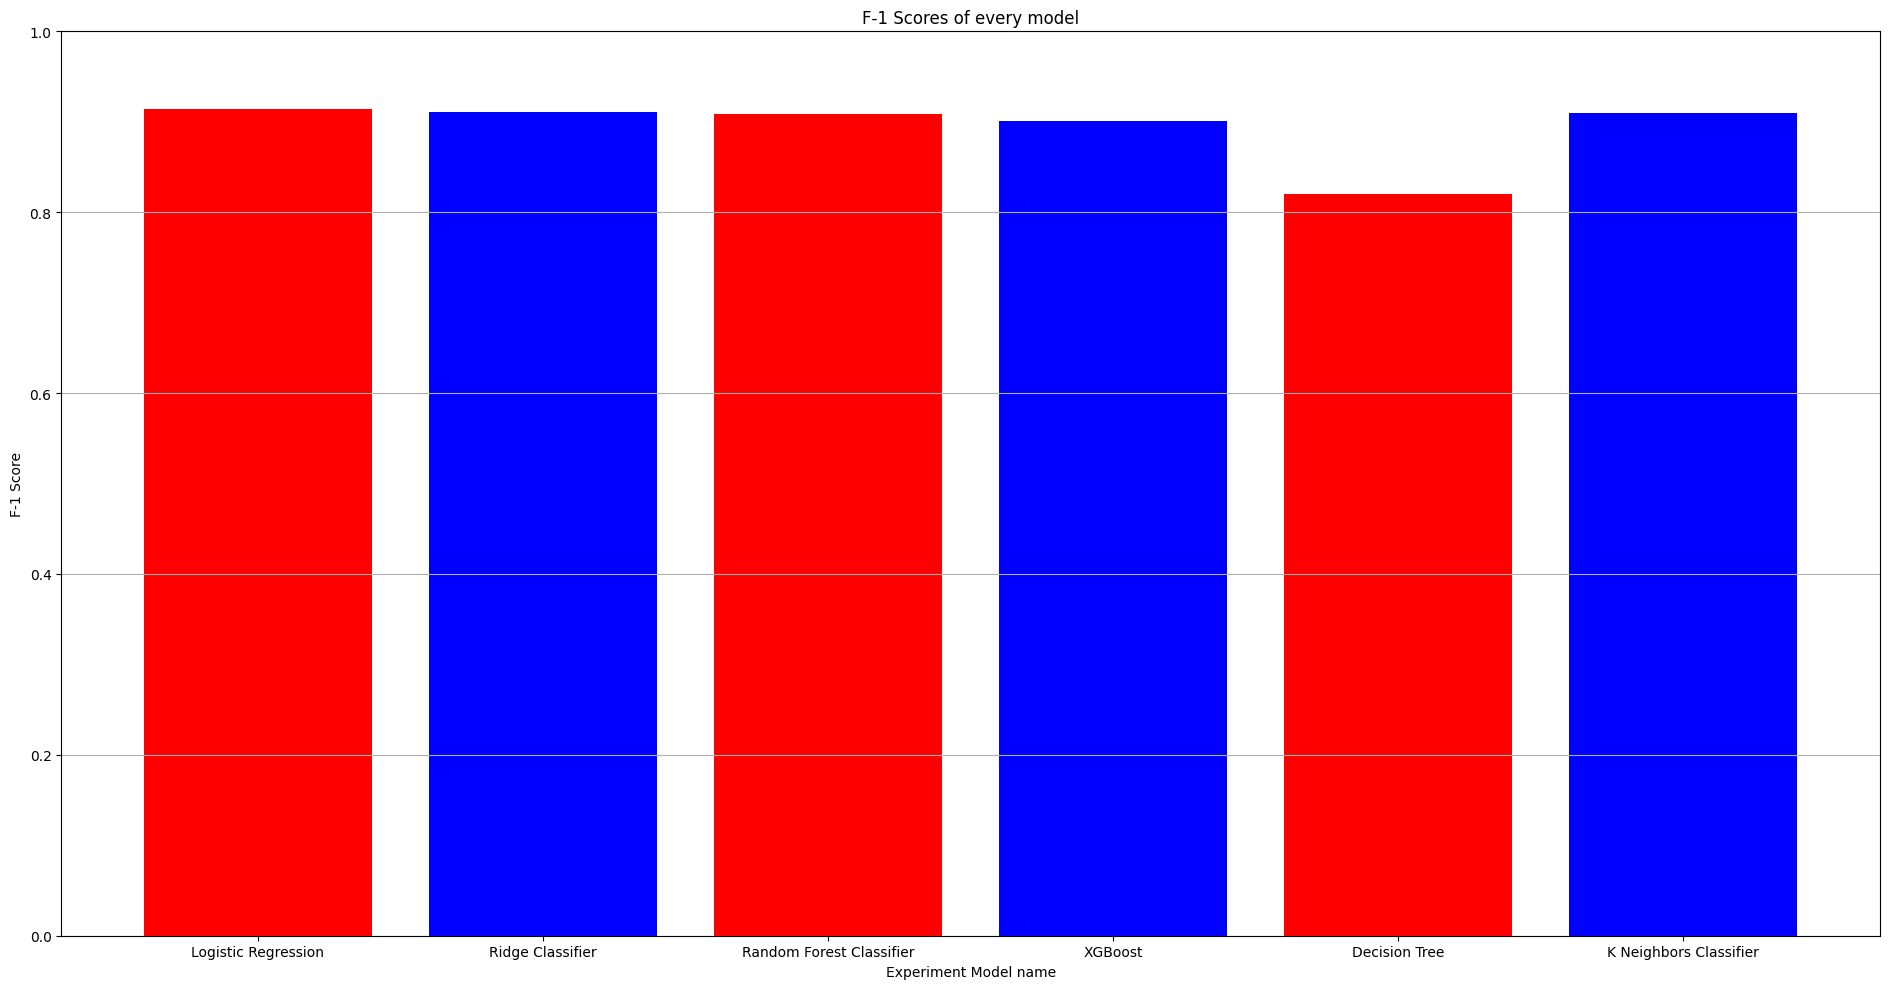 F-1 Scores of every model
1.0
0.8
0.6
0.4
0.2
0.0
F-1 Score
Logistic Regression
Ridge Classifier
Random Forest Classifier
XGBoost
Decision Tree
K Neighbors Classifier
Experiment Model name